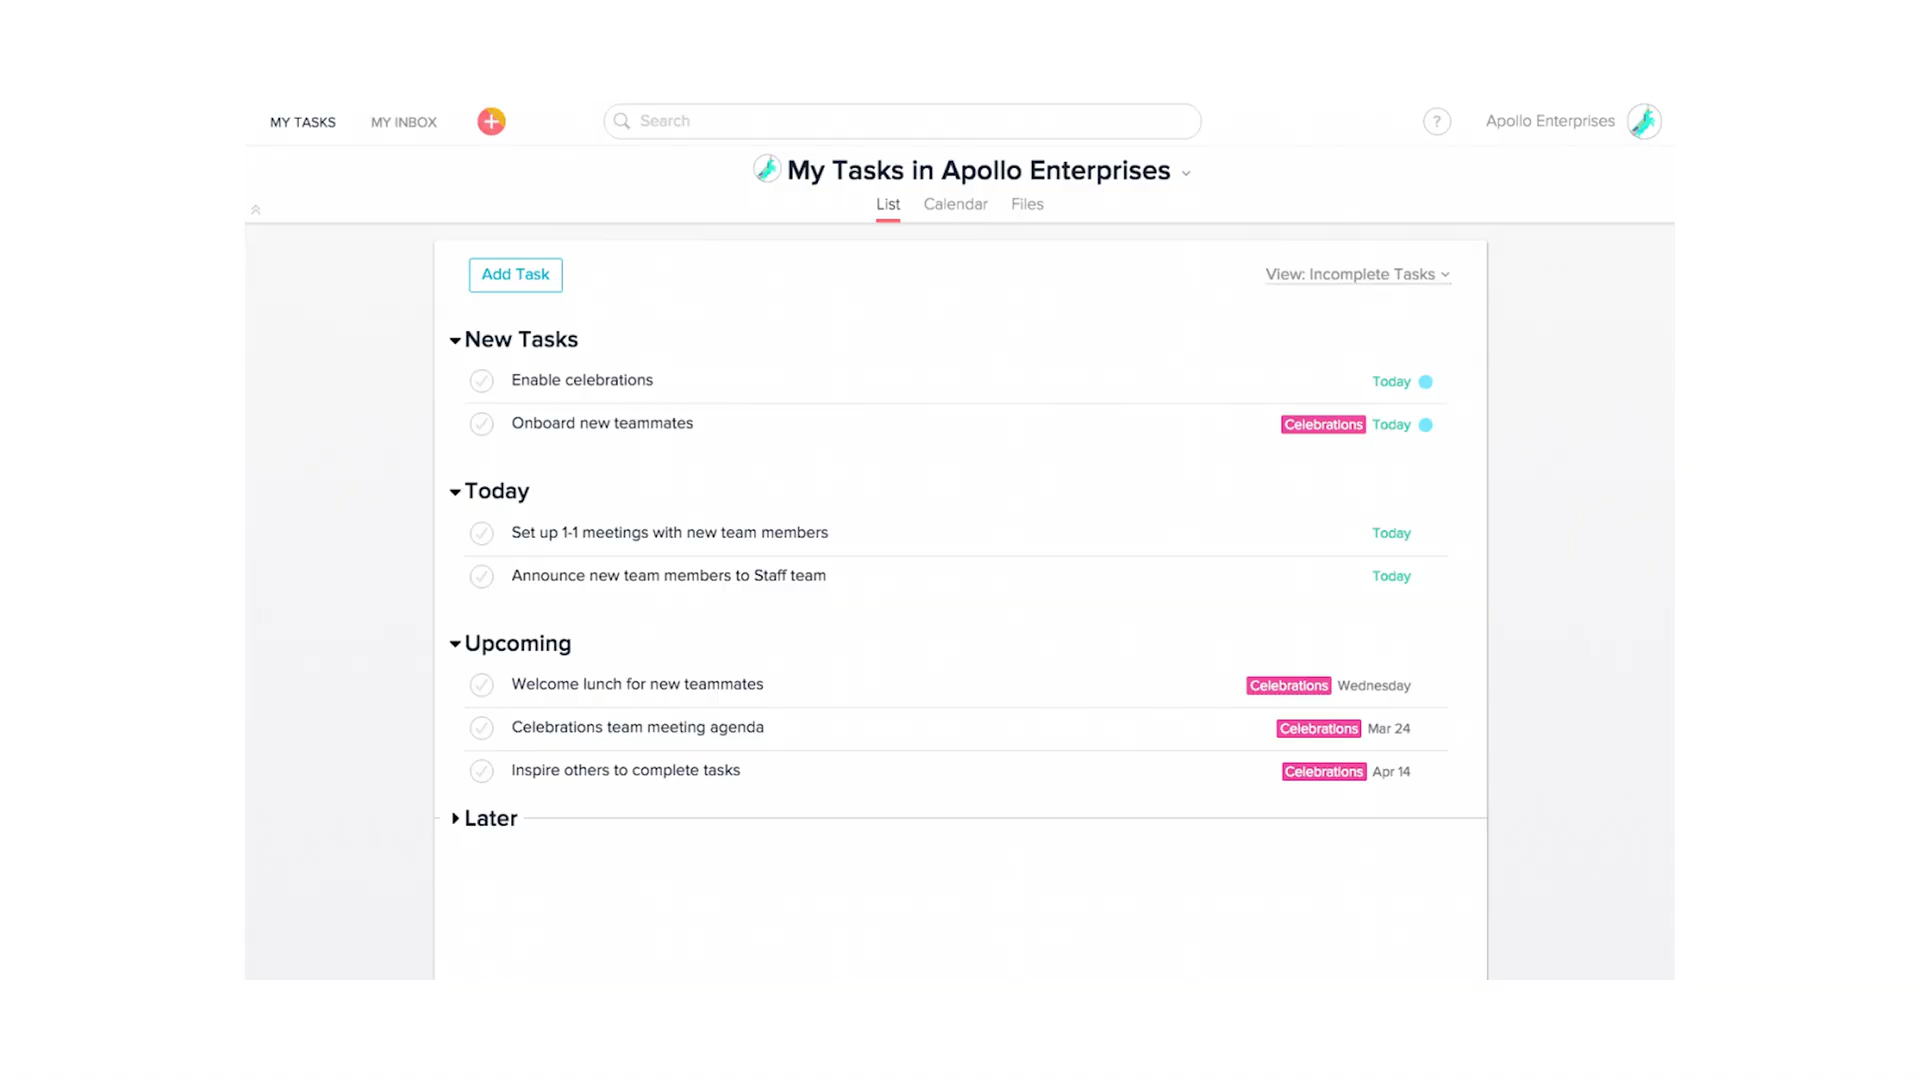 MY TASKS MY INBOX + Search ? Apollo Enterprises
My Tasks in Apollo Enterprises
List Calendar Files
Add Task View: Incomplete Tasks
New Tasks
Enable celebrations Today
Onboard new teammates Celebrations Today
Today
Set up 1-1 meetings with new team members Today
Announce new team members to Staff team Today
Upcoming
Welcome lunch for new teammates Celebrations Wednesday
Celebrations team meeting agenda Celebrations Mar 24
Inspire others to complete tasks Celebrations Apr 14
Later